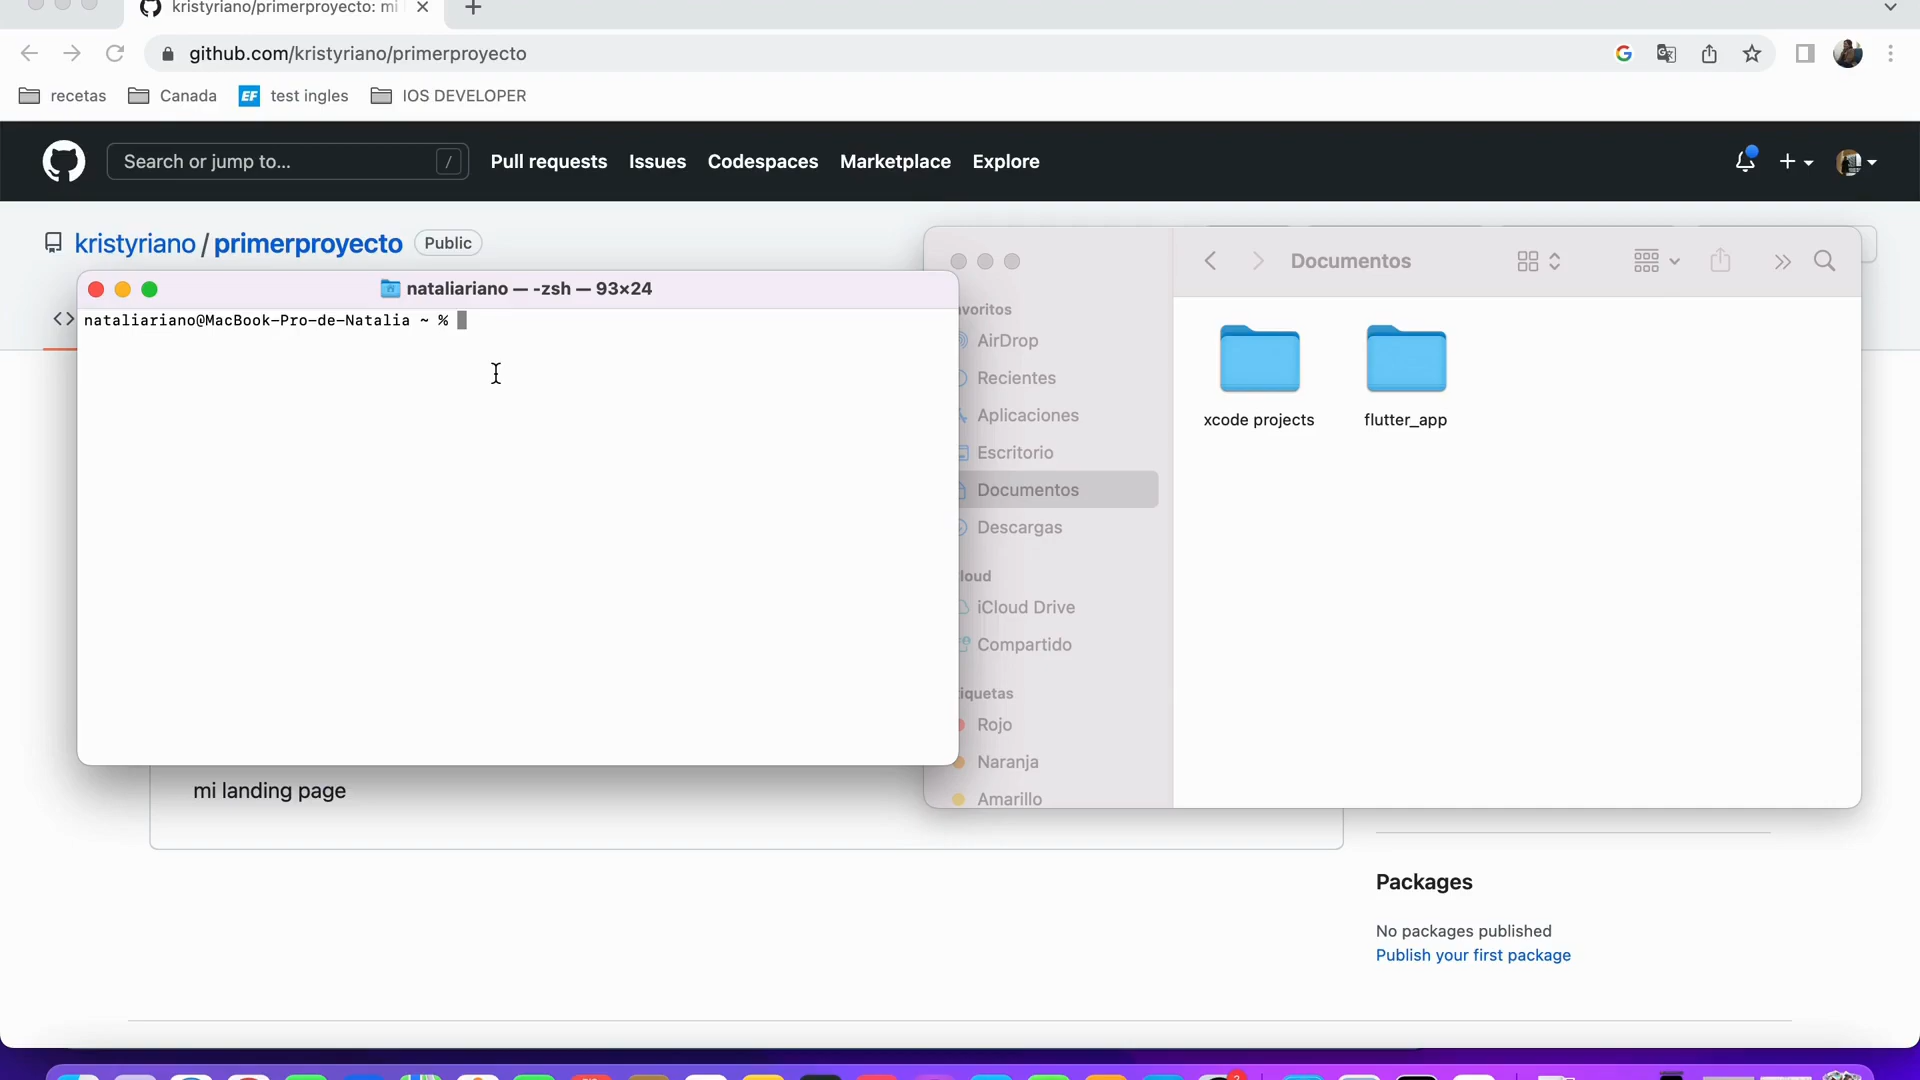 kristyriano/primerproyecto: mi
github.com/kristyriano/primerproyecto
recetas
Canada
EF
test ingles
IOS DEVELOPER
Search or jump to...
/
Pull requests
Issues
Codespaces
Marketplace
Explore
kristyriano / primerproyecto
Public
nataliariano — -zsh — 93×24
nataliariano@MacBook-Pro-de-Natalia ~ %
Documentos
voritos
AirDrop
Recientes
Aplicaciones
Escritorio
Documentos
Descargas
loud
iCloud Drive
Compartido
iquetas
Rojo
Naranja
Amarillo
xcode projects
flutter_app
mi landing page
Packages
No packages published
Publish your first package
2